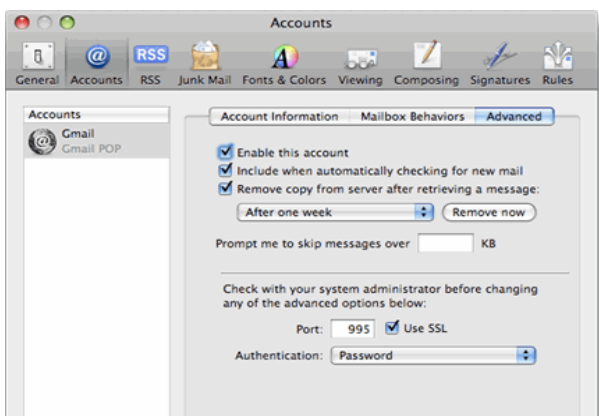 Accounts
General Accounts RSS Junk Mail Fonts & Colors Viewing Composing Signatures Rules
RSS
Accounts
Gmail
Gmail POP
Account Information Mailbox Behaviors Advanced
Enable this account
Include when automatically checking for new mail
Remove copy from server after retrieving a message:
After one week Remove now
Prompt me to skip messages over KB
Check with your system administrator before changing
any of the advanced options below:
Port: 995 Use SSL
Authentication: Password